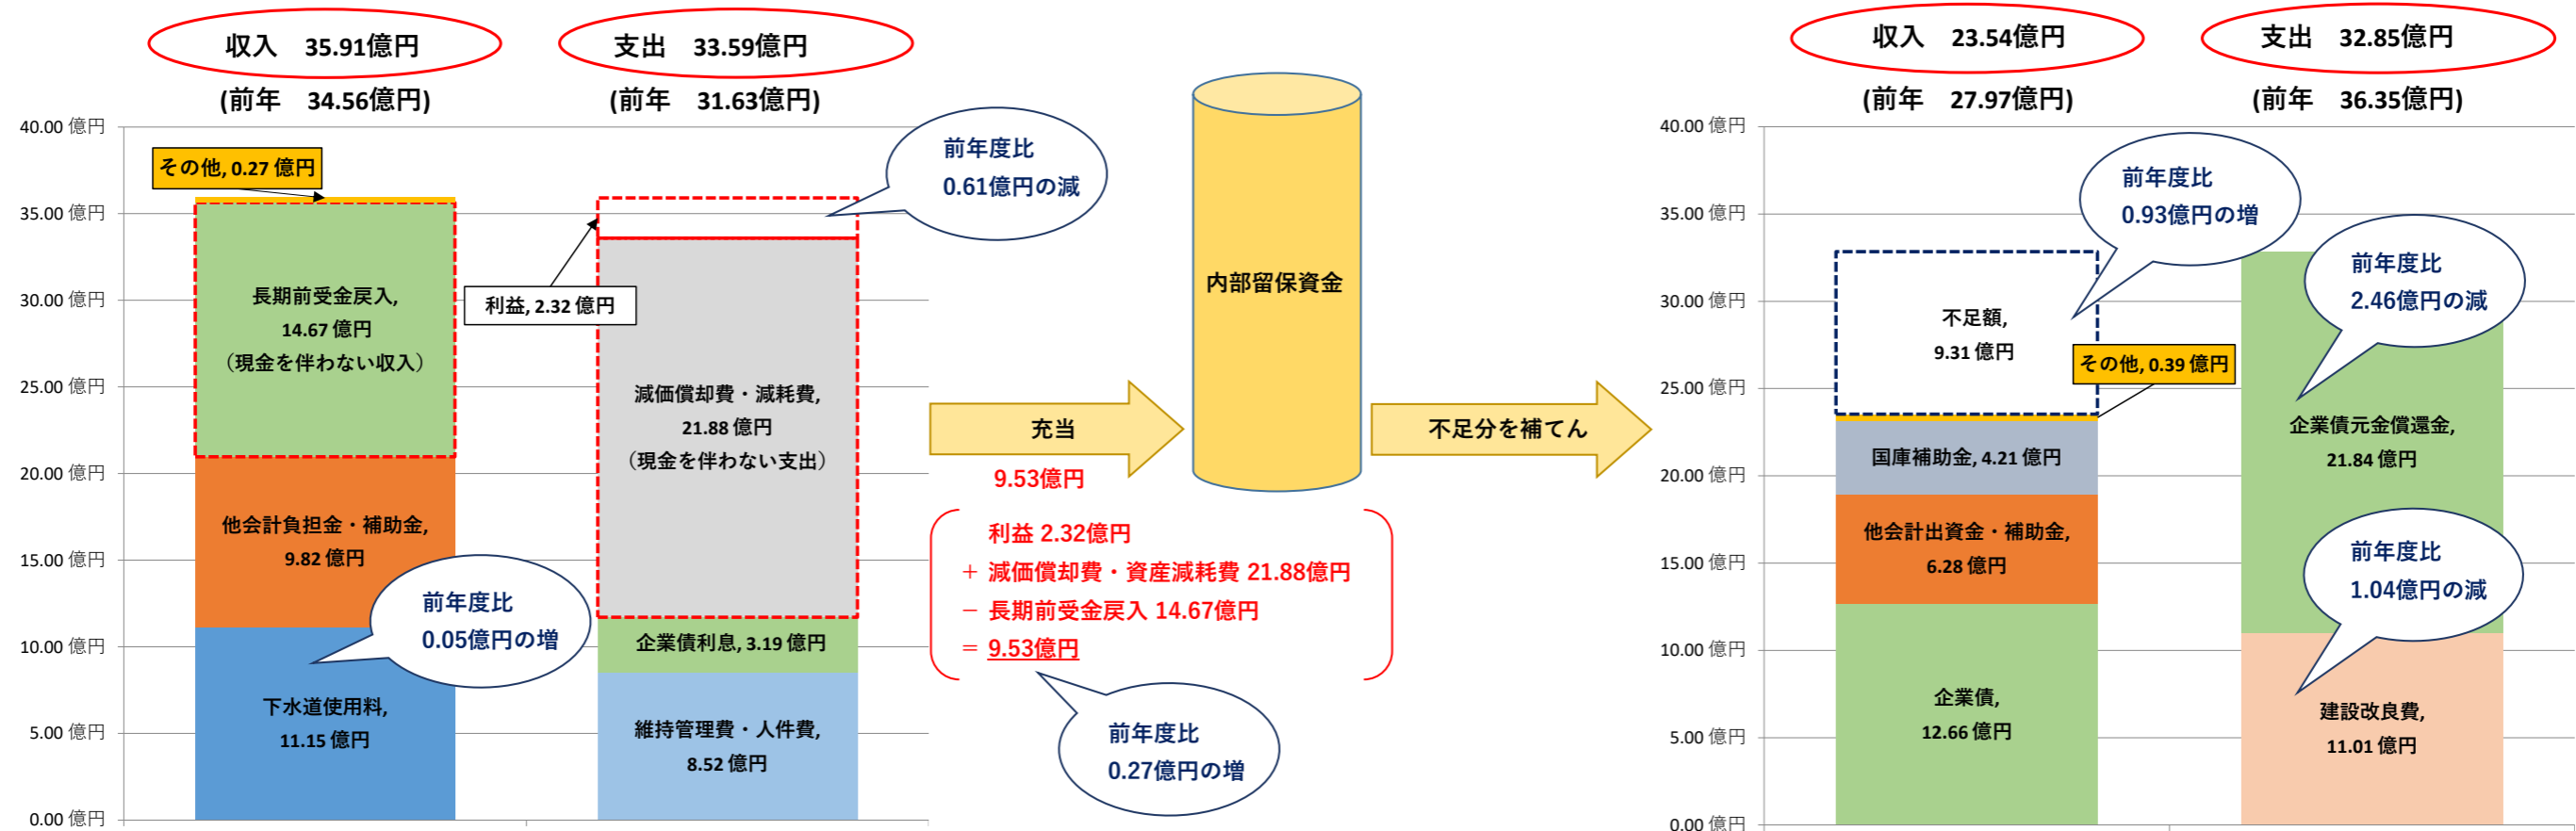 収入　35.91億円
(前年　34.56億円)
支出　33.59億円
(前年　31.63億円)
40.00 億円
35.00 億円
30.00 億円
25.00 億円
20.00 億円
15.00 億円
10.00 億円
5.00 億円
0.00 億円
その他, 0.27 億円
長期前受金戻入,
14.67 億円
（現金を伴わない収入）
他会計負担金・補助金,
9.82 億円
前年度比
0.05億円の増
下水道使用料,
11.15 億円
前年度比
0.61億円の減
利益, 2.32 億円
減価償却費・減耗費,
21.88 億円
（現金を伴わない支出）
企業債利息, 3.19 億円
維持管理費・人件費,
8.52 億円
充当
9.53億円
利益 2.32億円
＋ 減価償却費・資産減耗費 21.88億円
－ 長期前受金戻入 14.67億円
＝ 9.53億円
前年度比
0.27億円の増
内部留保資金
不足分を補てん
収入　23.54億円
(前年　27.97億円)
支出　32.85億円
(前年　36.35億円)
40.00 億円
35.00 億円
30.00 億円
25.00 億円
20.00 億円
15.00 億円
10.00 億円
5.00 億円
0.00 億円
前年度比
0.93億円の増
不足額,
9.31 億円
その他, 0.39 億円
国庫補助金, 4.21 億円
他会計出資金・補助金,
6.28 億円
企業債,
12.66 億円
前年度比
2.46億円の減
企業債元金償還金,
21.84 億円
前年度比
1.04億円の減
建設改良費,
11.01 億円